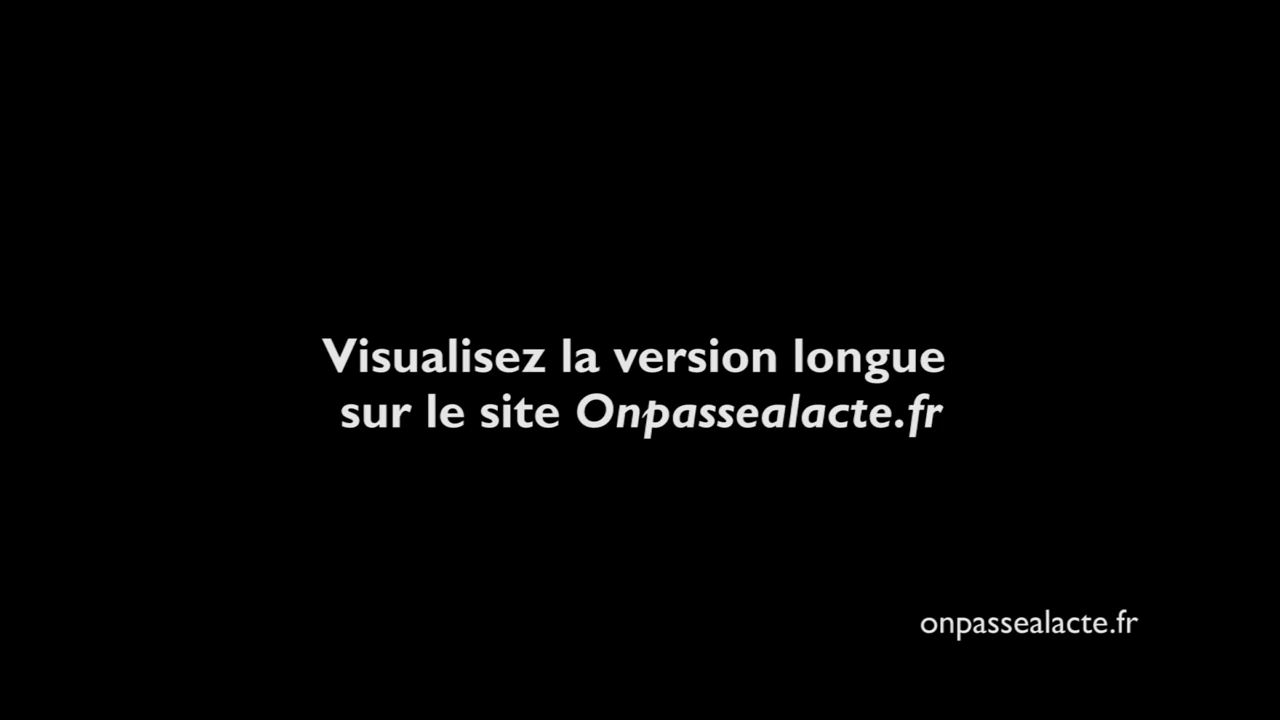 Visualisez la version longue
sur le site Onpassealacte.fr
onpassealacte.fr